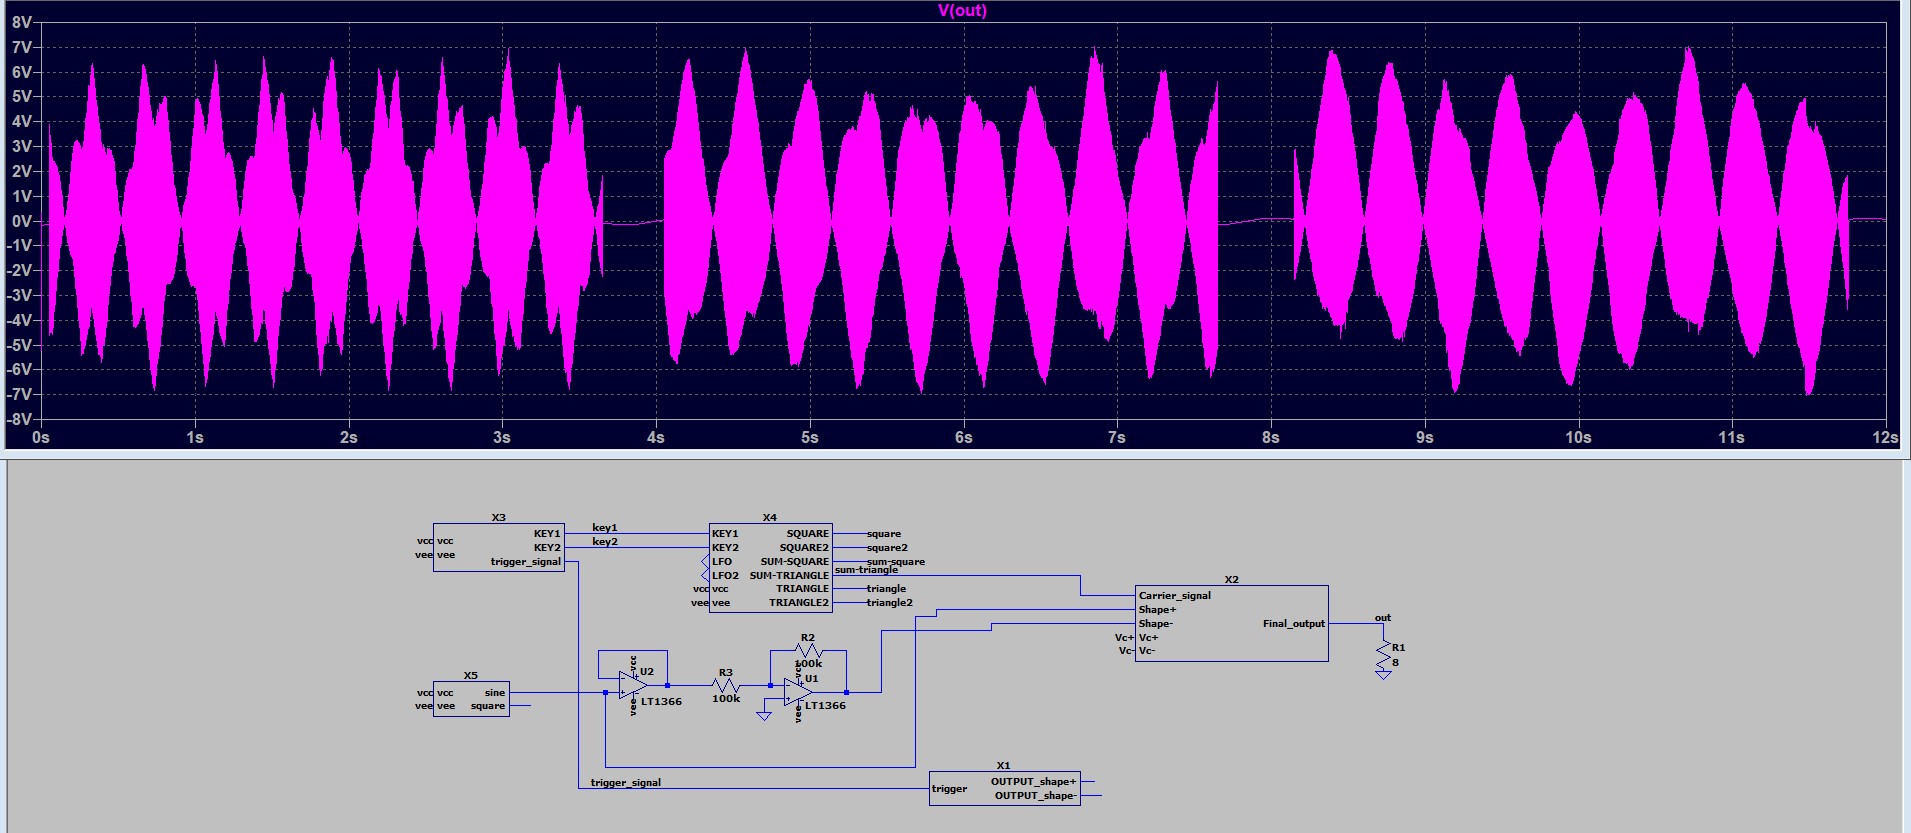 V(out)
8V
7V
6V
5V
4V
3V
2V
1V
0V
-1V
-2V
-3V
-4V
-5V
-6V
-7V
-8V
0s 1s 2s 3s 4s 5s 6s 7s 8s 9s 10s 11s 12s
X3
KEY1
KEY2
trigger_signal
vcc vcc
vee vee
key1
key2
X4
KEY1 SQUARE square
KEY2 SQUARE2 square2
LFO SUM-SQUARE sum-square
LFO2 SUM-TRIANGLE sum-triangle
vcc vcc TRIANGLE triangle
vee vee TRIANGLE2 triangle2
X2
Carrier_signal
Shape+
Shape- Final_output
Vc+ Vc+
Vc- Vc-
out
R1
8
X5
vcc vcc sine
vee vee square
vcc
U2
LT1366
vee
R3
100k
R2
100k
vcc
U1
LT1366
vee
trigger_signal
X1
OUTPUT_shape+
trigger
OUTPUT_shape-